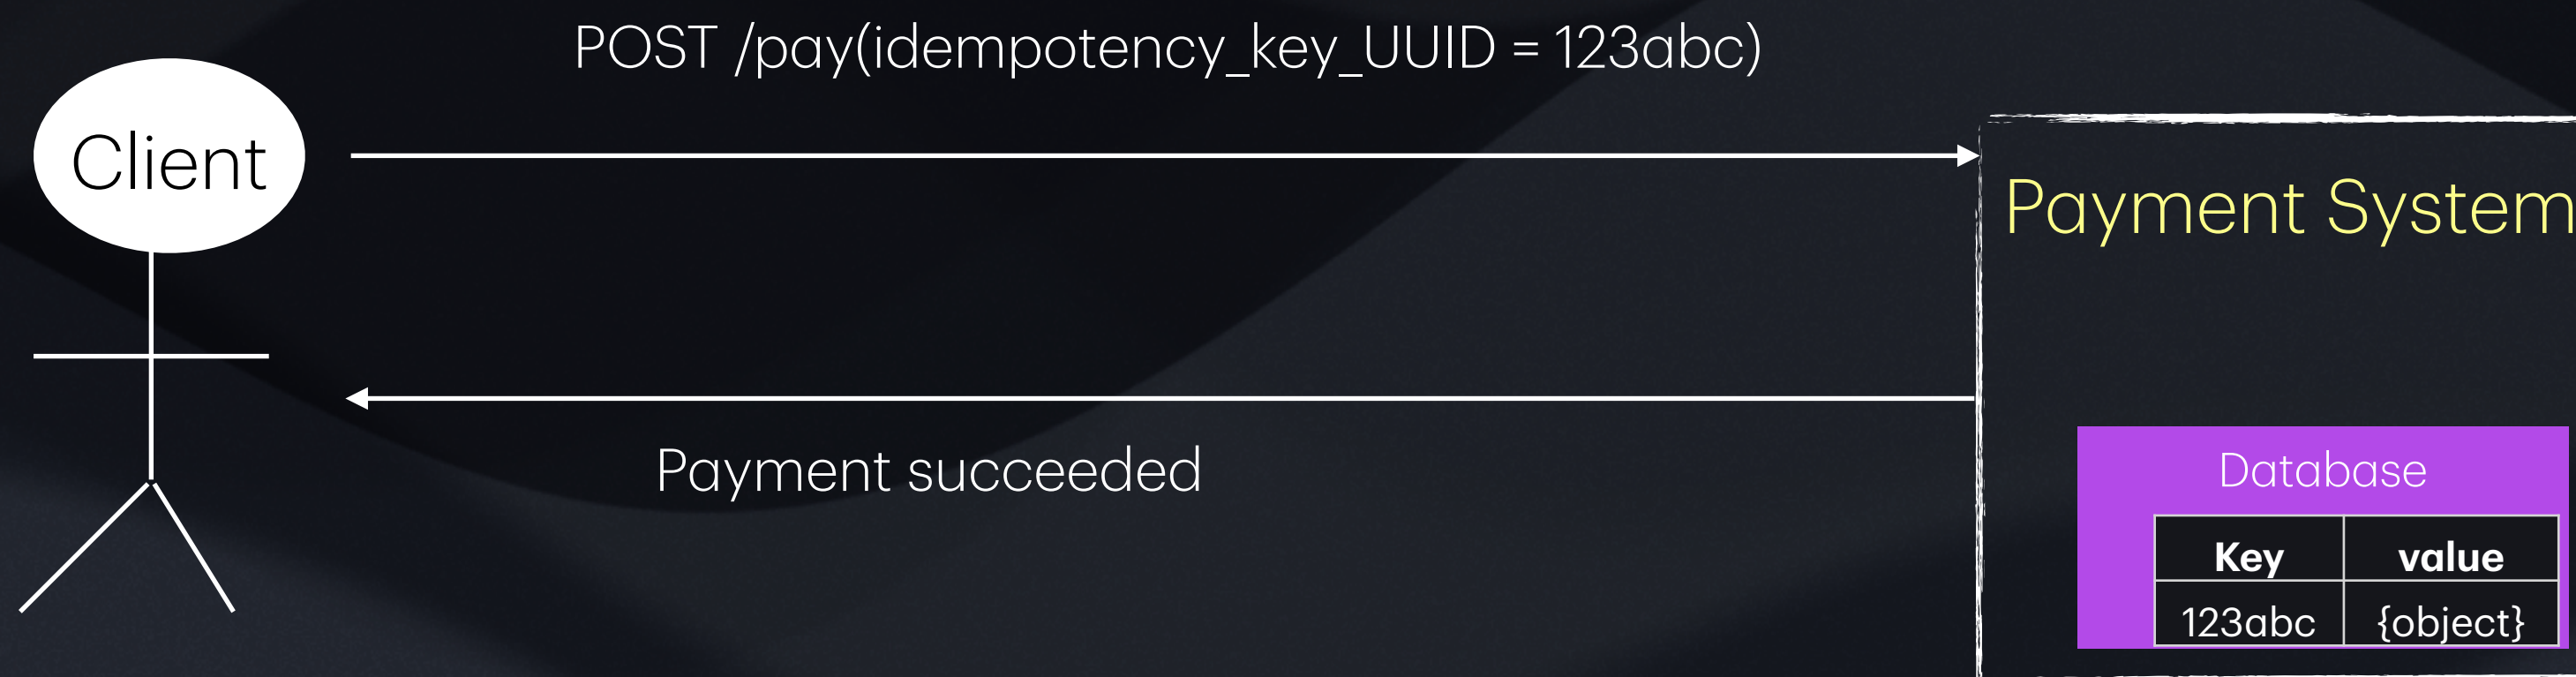 POST /pay(idempotency_key_UUID = 123abc)
Client
Payment System
Payment succeeded
Database
Key value
123abc {object}